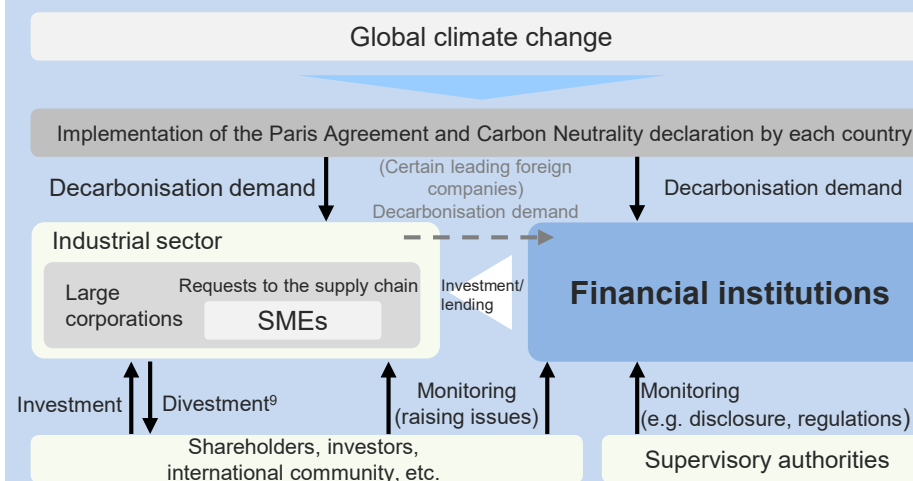 Global climate change
Implementation of the Paris Agreement and Carbon Neutrality declaration by each country
Decarbonisation demand
(Certain leading foreign
companies)
Decarbonisation demand
Decarbonisation demand
Industrial sector
Large
corporations
Requests to the supply chain
SMEs
Investment/
lending
Financial institutions
Investment
Divestment⁹
Monitoring
(raising issues)
Monitoring
(e.g. disclosure, regulations)
Shareholders, investors,
international community, etc.
Supervisory authorities